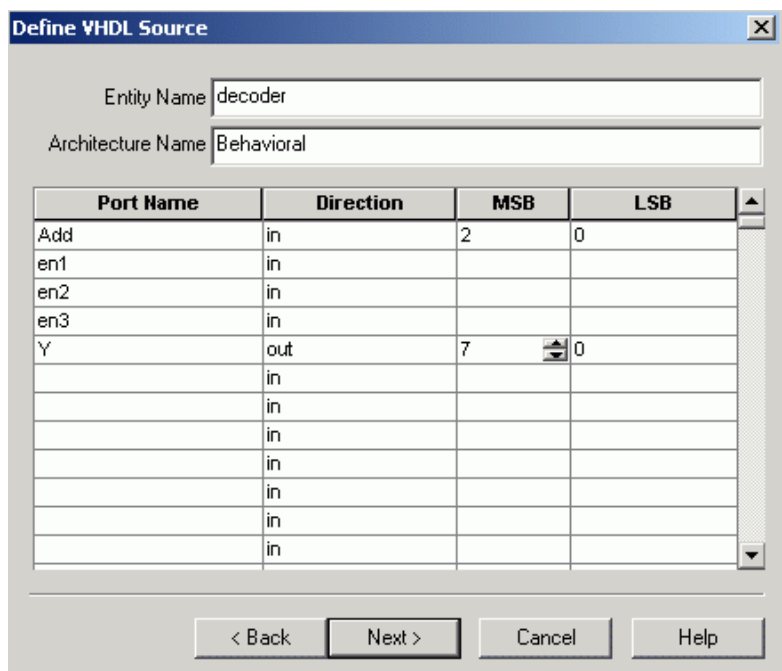 Define VHDL Source
Entity Name decoder
Architecture Name Behavioral
Port Name Direction MSB LSB
Add in 2 0
en1 in
en2 in
en3 in
Y out 7 0
in
in
in
in
in
in
in
< Back Next > Cancel Help